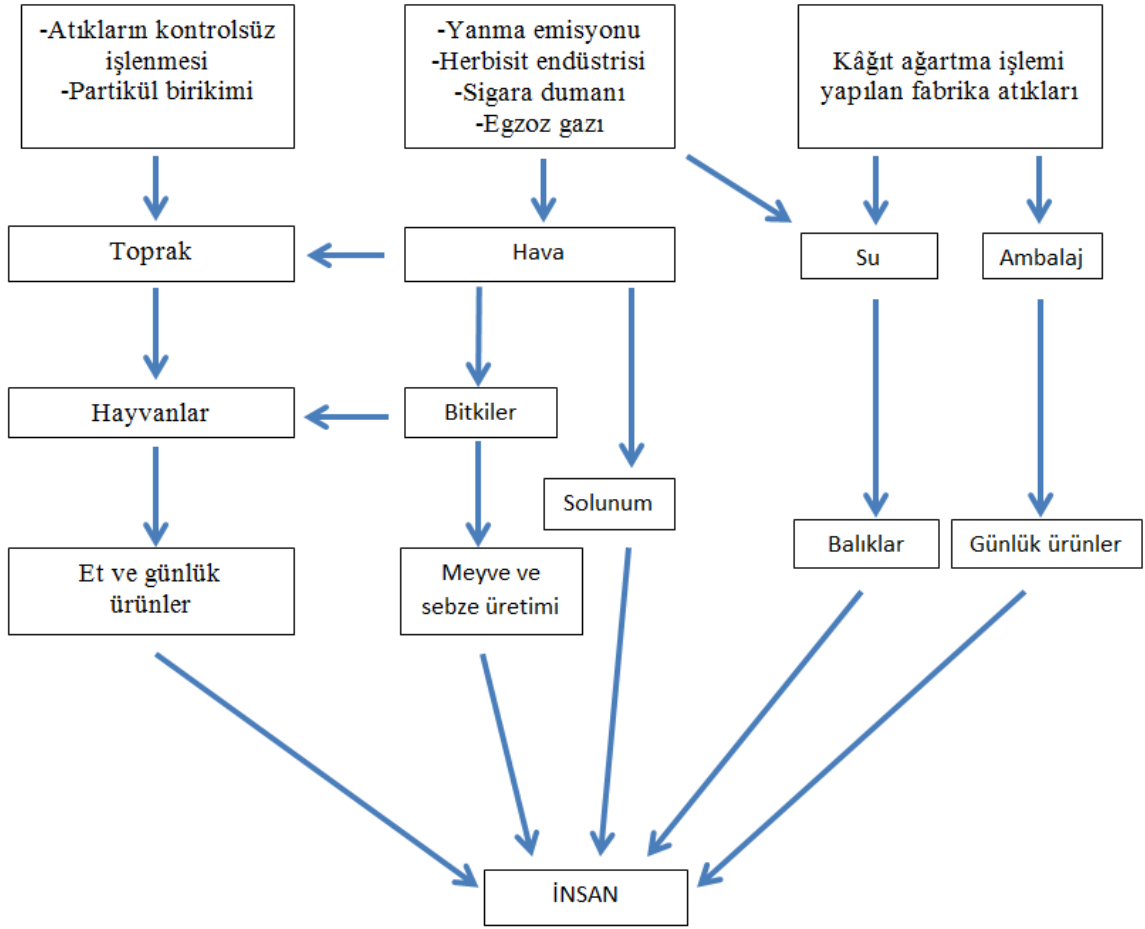 -Atıkların kontrolsüz
işlenmesi
-Partikül birikimi
-Yanma emisyonu
-Herbisit endüstrisi
-Sigara dumanı
-Egzoz gazı
Kâğıt ağartma işlemi
yapılan fabrika atıkları
Toprak
Hava
Su
Ambalaj
Hayvanlar
Bitkiler
Solunum
Balıklar
Günlük ürünler
Et ve günlük
ürünler
Meyve ve
sebze üretimi
İNSAN